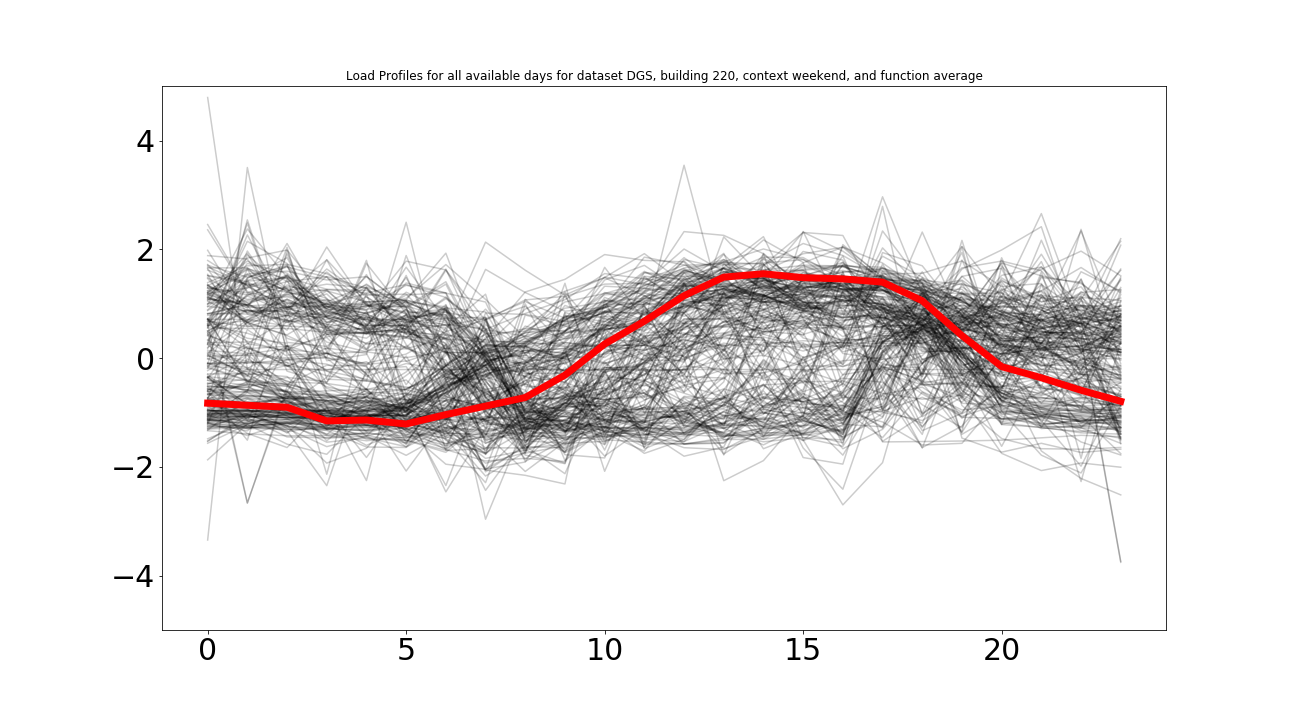 Load Profiles for all available days for dataset DGS, building 220, context weekend, and function average
4
2
0
−2
−4
0 5 10 15 20